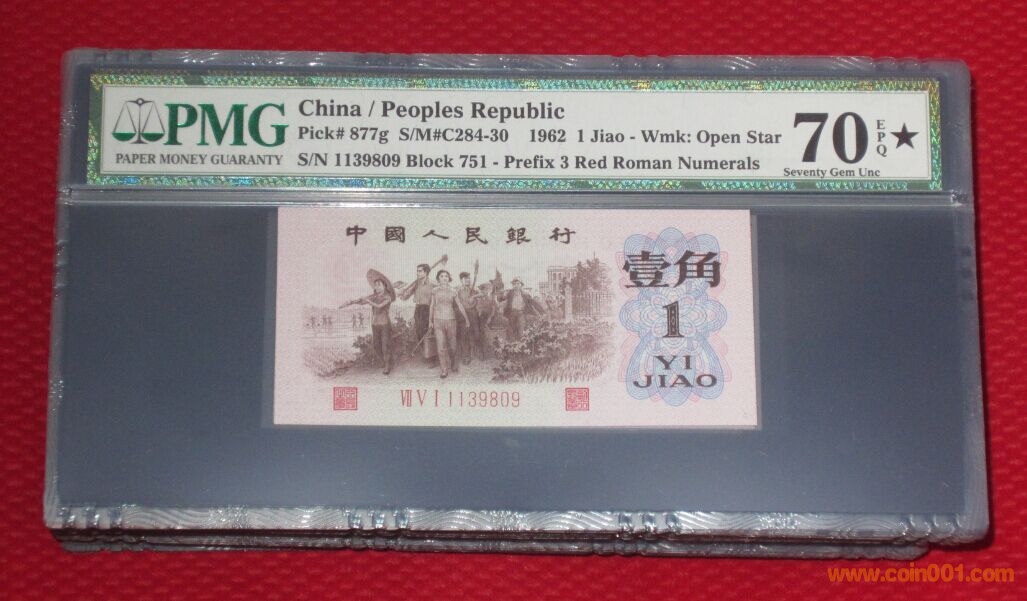 PMG
PAPER MONEY GUARANTY
China / Peoples Republic
Pick# 877g S/M#C284-30 1962 1 Jiao - Wmk: Open Star
S/N 1139809 Block 751 - Prefix 3 Red Roman Numerals
70 EPQ ★
Seventy Gem Unc
中國人民銀行
壹角
1
YI
JIAO
Ⅶ Ⅴ Ⅰ 1139809
www.coin001.com